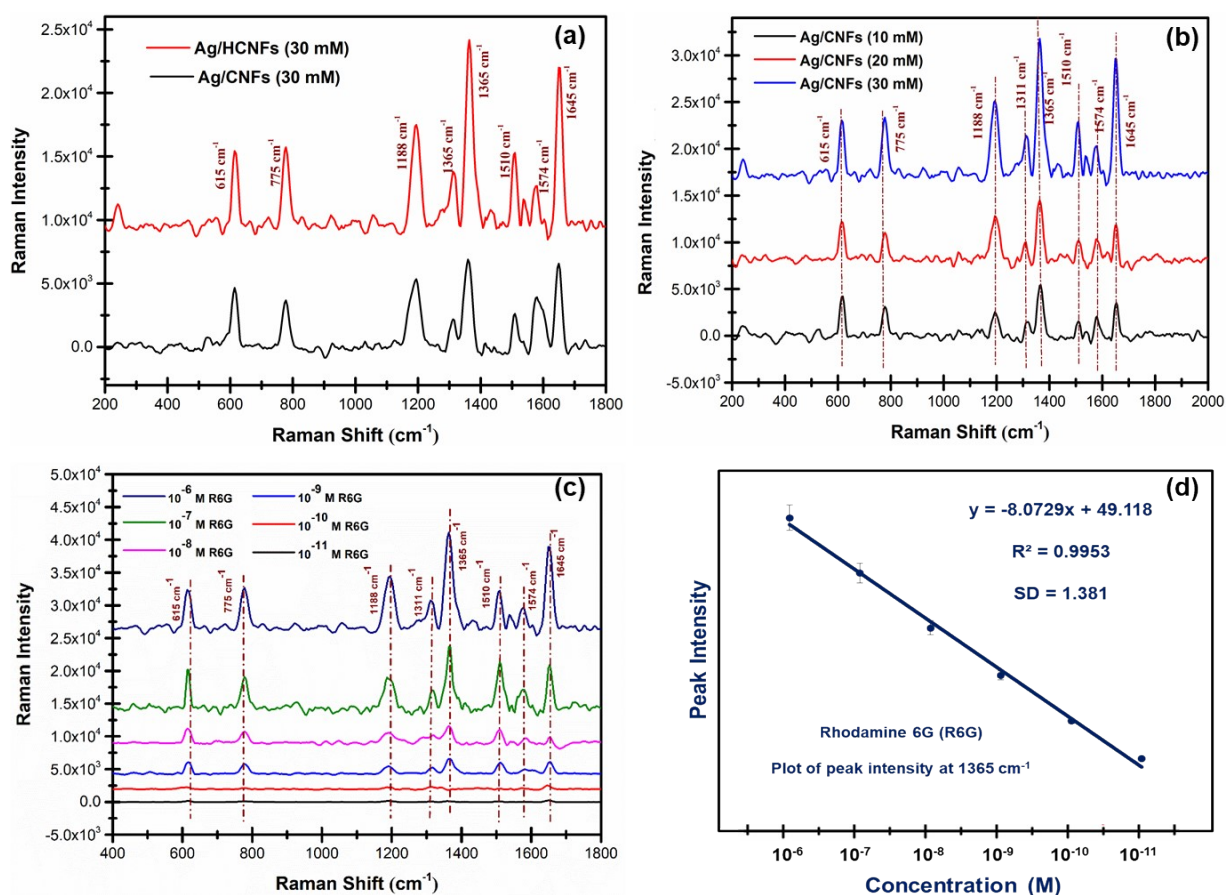 (a)
Ag/HCNFs (30 mM)
Ag/CNFs (30 mM)
615 cm-1
775 cm-1
1188 cm-1
1365 cm-1
1365 cm-1
1510 cm-1
1574 cm-1
1645 cm-1
2.5x10^4
2.0x10^4
1.5x10^4
1.0x10^4
5.0x10^3
0.0
Raman Intensity
200 400 600 800 1000 1200 1400 1600 1800
Raman Shift (cm-1)
(b)
Ag/CNFs (10 mM)
Ag/CNFs (20 mM)
Ag/CNFs (30 mM)
615 cm-1
775 cm-1
1188 cm-1
1311 cm-1
1365 cm-1
1510 cm-1
1574 cm-1
1645 cm-1
3.0x10^4
2.0x10^4
1.0x10^4
5.0x10^3
0.0
-5.0x10^3
Raman Intensity
200 400 600 800 1000 1200 1400 1600 1800 2000
Raman Shift (cm-1)
(c)
10-6 M R6G
10-7 M R6G
10-8 M R6G
10-9 M R6G
10-10 M R6G
10-11 M R6G
615 cm-1
775 cm-1
1188 cm-1
1311 cm-1
1365 cm-1
1510 cm-1
1574 cm-1
1645 cm-1
5.0x10^4
4.5x10^4
4.0x10^4
3.5x10^4
3.0x10^4
2.5x10^4
2.0x10^4
1.5x10^4
1.0x10^4
5.0x10^3
0.0
-5.0x10^3
Raman Intensity
400 600 800 1000 1200 1400 1600 1800
Raman Shift (cm-1)
(d)
y = -8.0729x + 49.118
R² = 0.9953
SD = 1.381
Rhodamine 6G (R6G)
Plot of peak intensity at 1365 cm-1
Peak Intensity
10-6 10-7 10-8 10-9 10-10 10-11
Concentration (M)